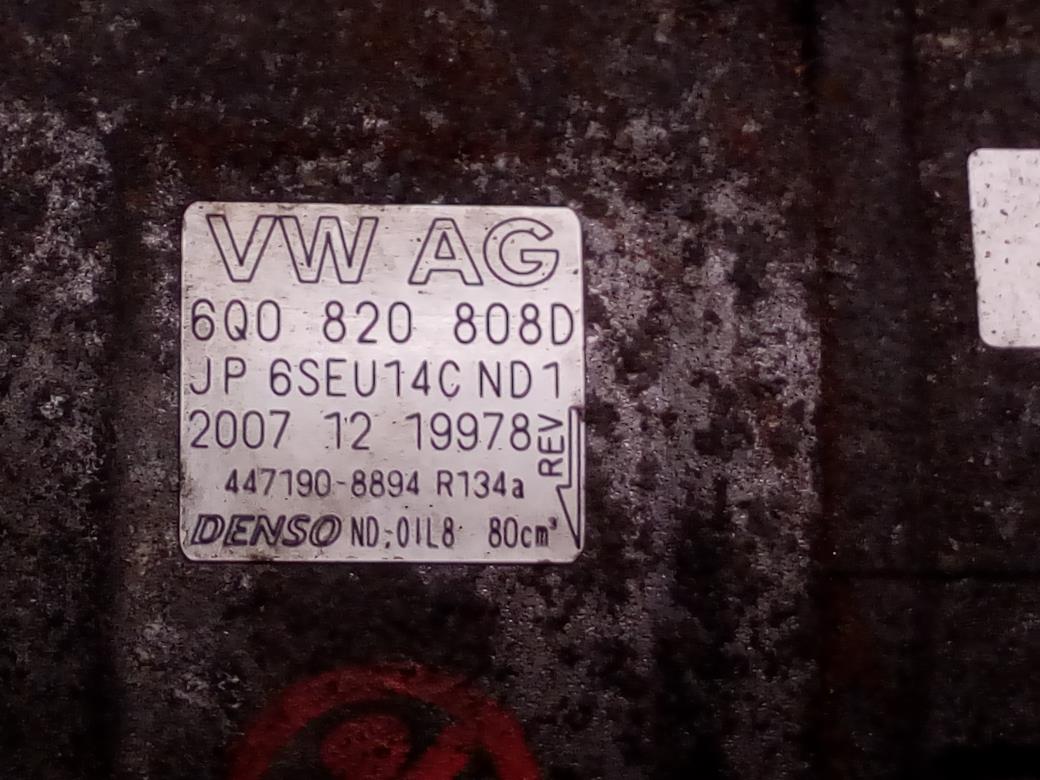 VW AG
6Q0 820 808D
JP 6SEU14C ND1
2007 12 19978
REV
447190-8894 R134a
DENSO ND-OIL8 80cm³